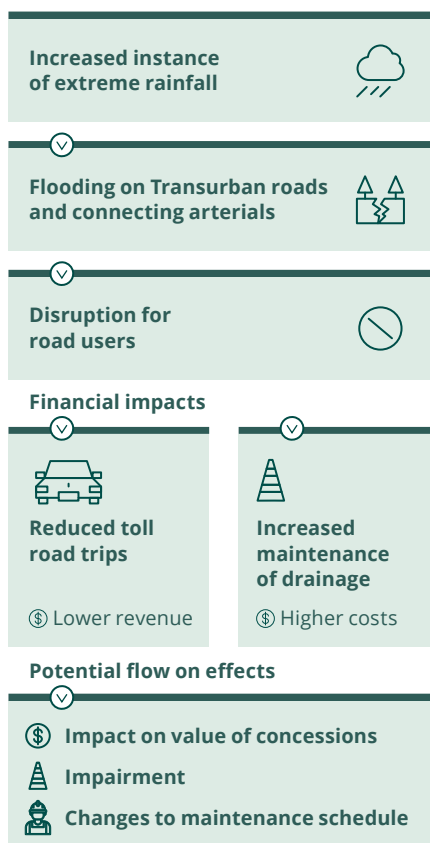 Increased instance
of extreme rainfall
Flooding on Transurban roads
and connecting arterials
Disruption for
road users
Financial impacts
Reduced toll
road trips
$ Lower revenue
Increased
maintenance
of drainage
$ Higher costs
Potential flow on effects
$ Impact on value of concessions
Impairment
Changes to maintenance schedule